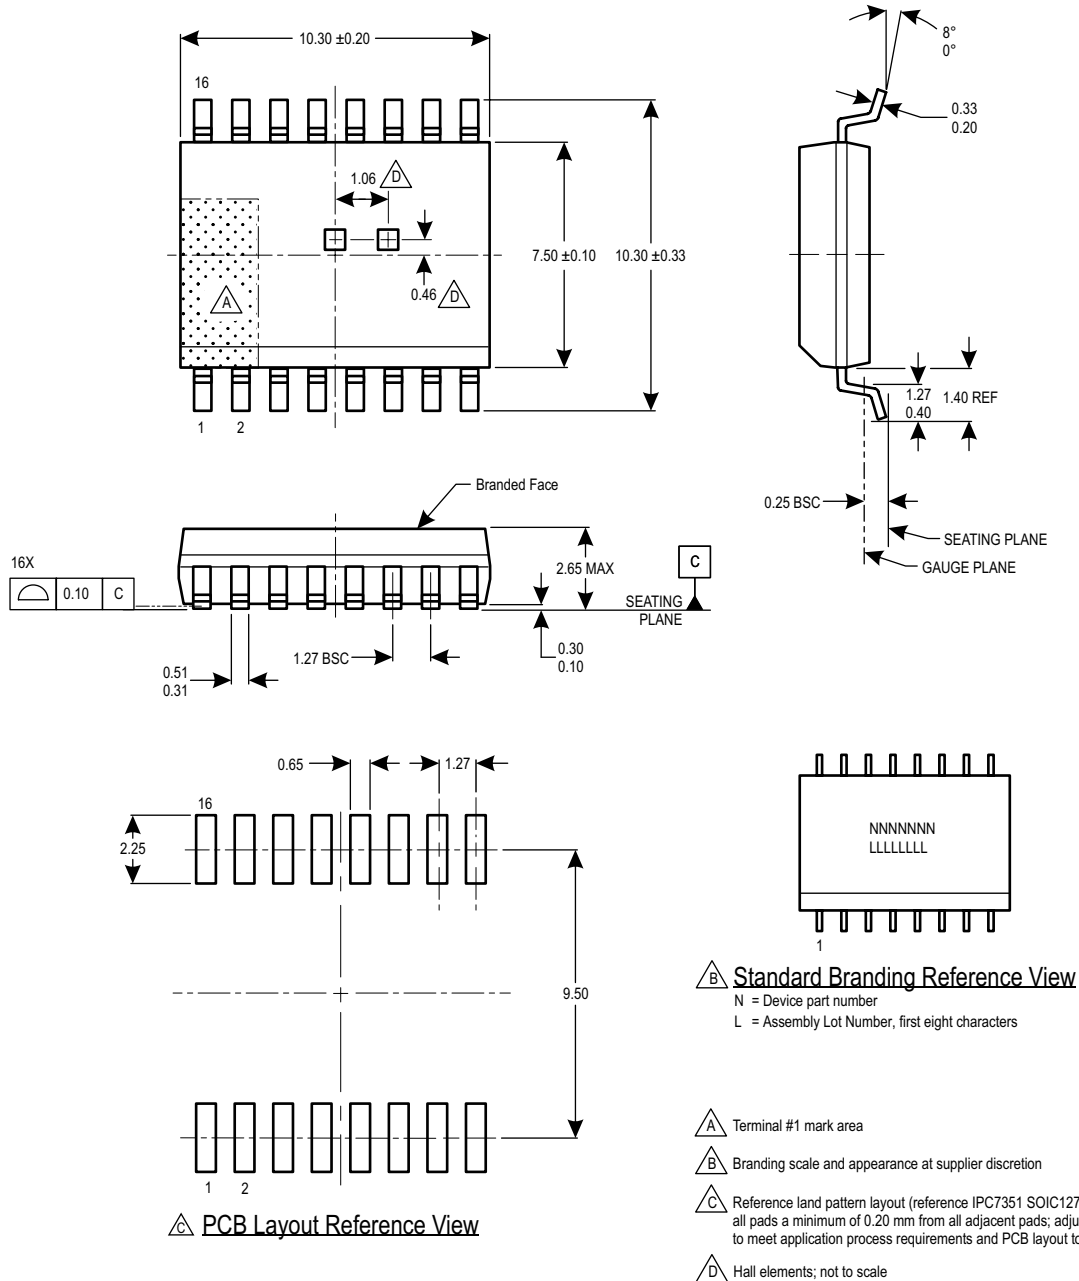 10.30 ±0.20
16
1.06 D
7.50 ±0.10
10.30 ±0.33
0.46 D
A
1 2
8°
0°
0.33
0.20
1.27
0.40
1.40 REF
0.25 BSC
SEATING PLANE
GAUGE PLANE
Branded Face
16X
0.10 C
2.65 MAX
C
SEATING
PLANE
1.27 BSC
0.30
0.10
0.51
0.31
0.65
1.27
16
2.25
9.50
1 2
C PCB Layout Reference View
NNNNNNN
LLLLLLLL
1
B Standard Branding Reference View
N = Device part number
L = Assembly Lot Number, first eight characters
A Terminal #1 mark area
B Branding scale and appearance at supplier discretion
C Reference land pattern layout (reference IPC7351 SOIC127
all pads a minimum of 0.20 mm from all adjacent pads;
to meet application process requirements and PCB layout
D Hall elements; not to scale